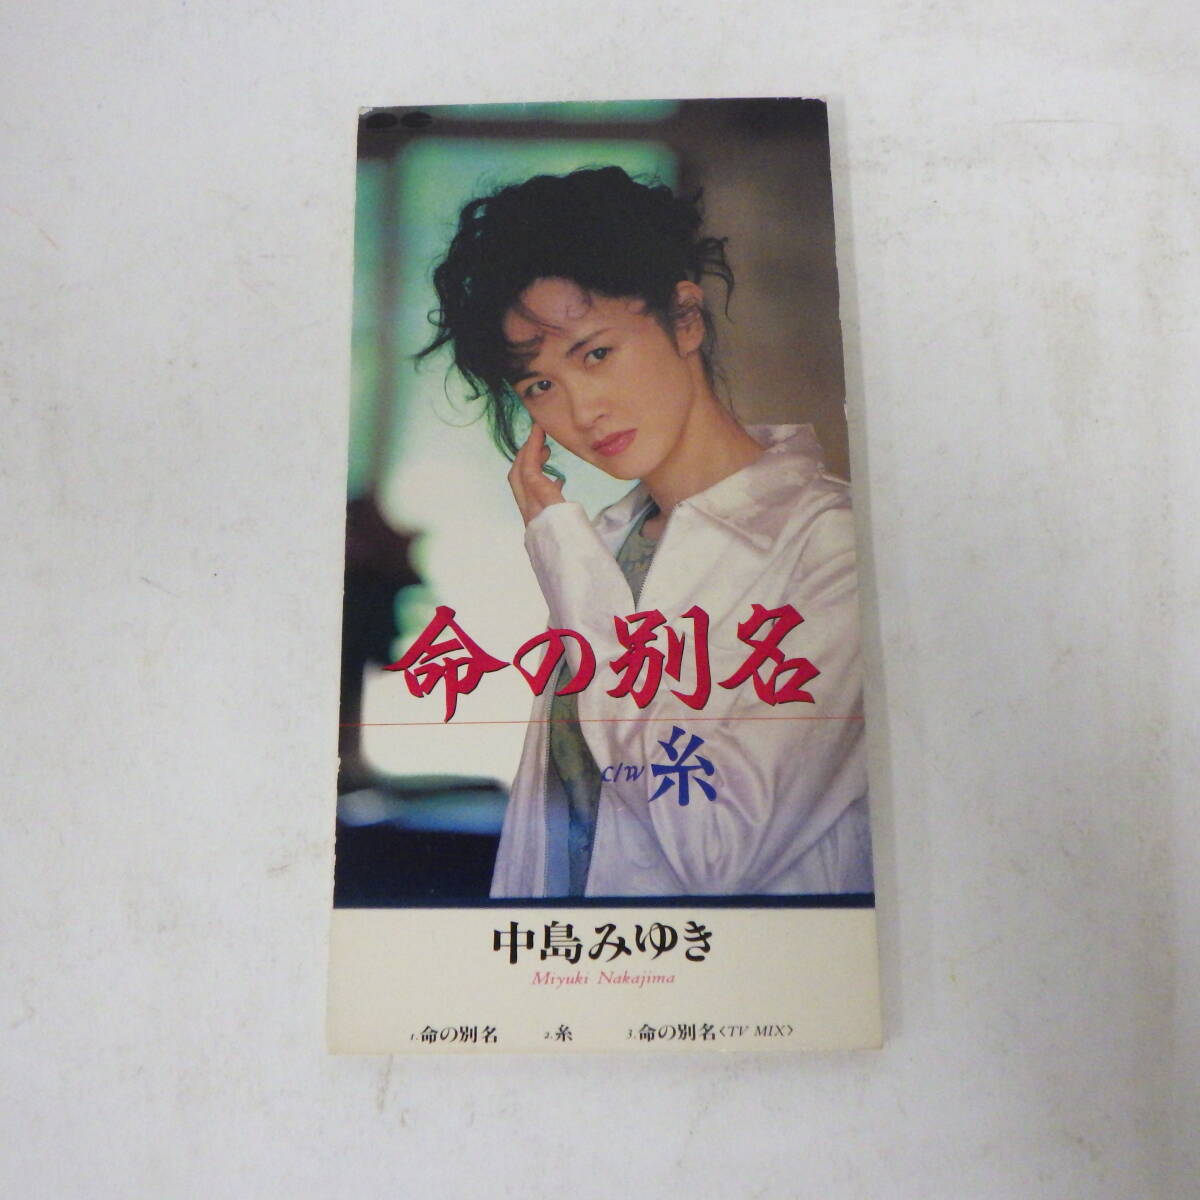 命の別名
c/w 糸
中島みゆき
Miyuki Nakajima
1. 命の別名 2. 糸 3. 命の別名〈TV MIX〉